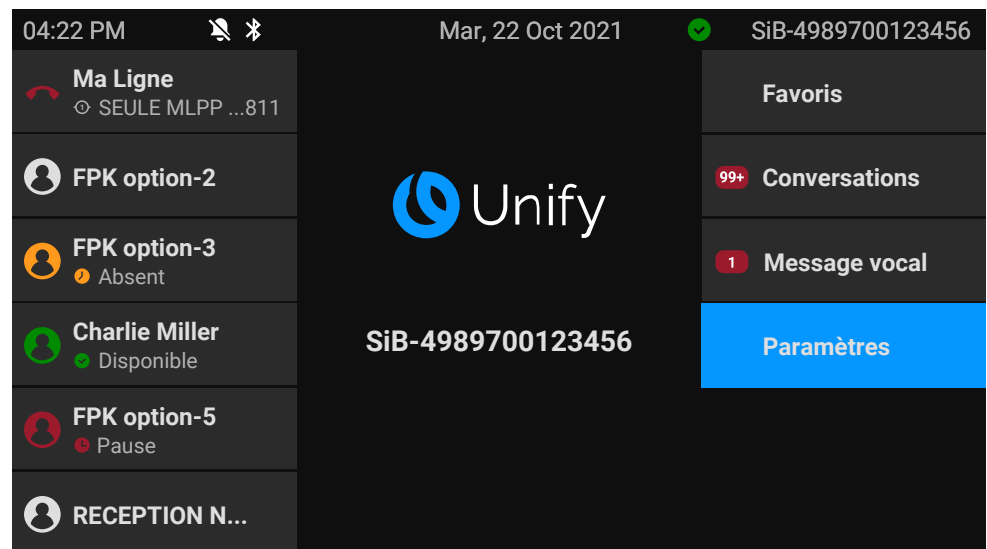 04:22 PM
Mar, 22 Oct 2021
SiB-4989700123456
Ma Ligne
SEULE MLPP ...811
FPK option-2
FPK option-3
Absent
Charlie Miller
Disponible
FPK option-5
Pause
RECEPTION N...
Unify
SiB-4989700123456
Favoris
99+ Conversations
1 Message vocal
Paramètres